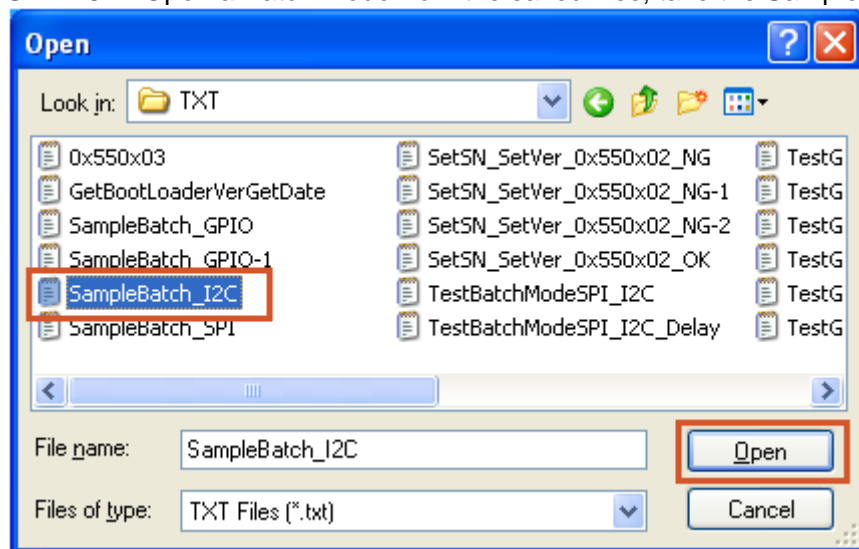 Open
Look in: TXT
0x550x03
GetBootLoaderVerGetDate
SampleBatch_GPIO
SampleBatch_GPIO-1
SampleBatch_I2C
SampleBatch_SPI
SetSN_SetVer_0x550x02_NG
SetSN_SetVer_0x550x02_NG-1
SetSN_SetVer_0x550x02_NG-2
SetSN_SetVer_0x550x02_OK
TestBatchModeSPI_I2C
TestBatchModeSPI_I2C_Delay
TestG
TestG
TestG
TestG
TestG
TestG
File name: SampleBatch_I2C Open
Files of type: TXT Files (*.txt) Cancel